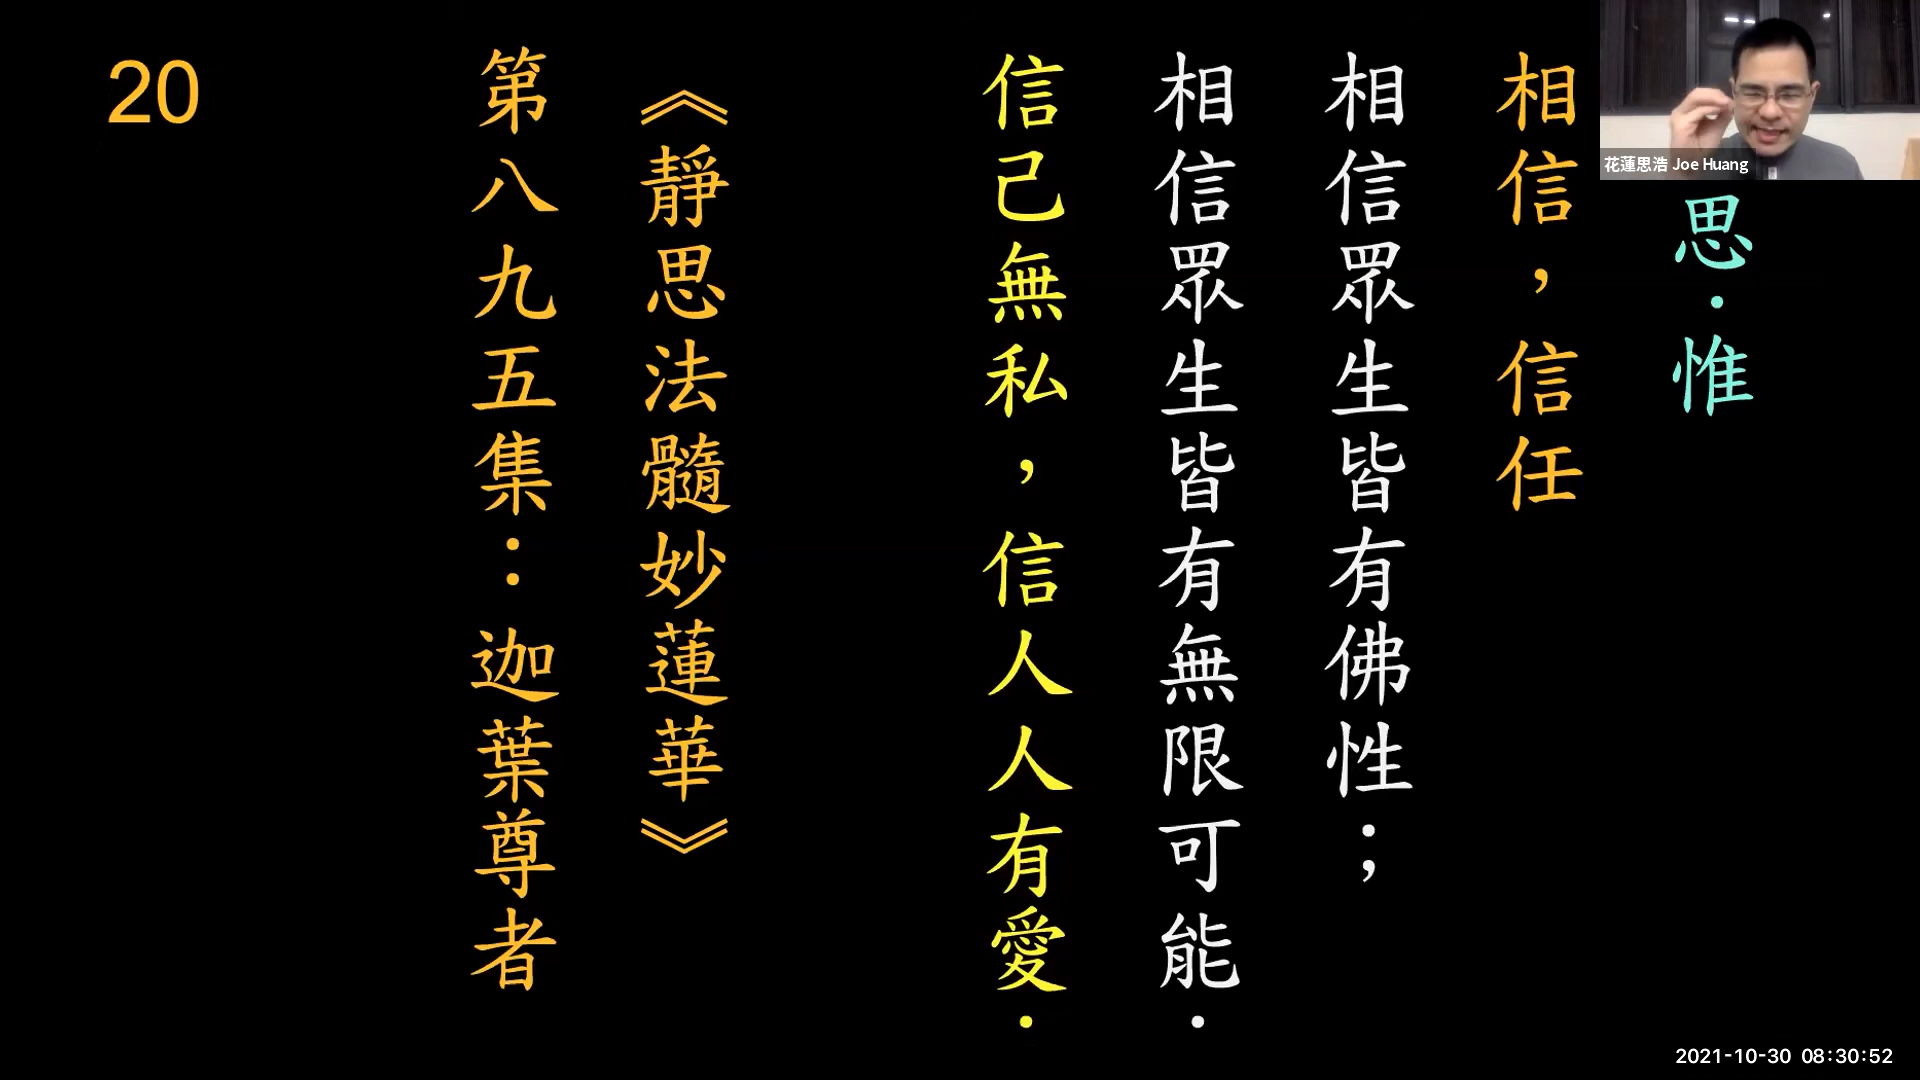 思．惟
相信，信任
相信眾生皆有佛性；
相信眾生皆有無限可能．
信己無私，信人人有愛．
《靜思法髓妙蓮華》
第八九五集：迦葉尊者
20
花蓮思浩 Joe Huang
2021-10-30 08:30:52